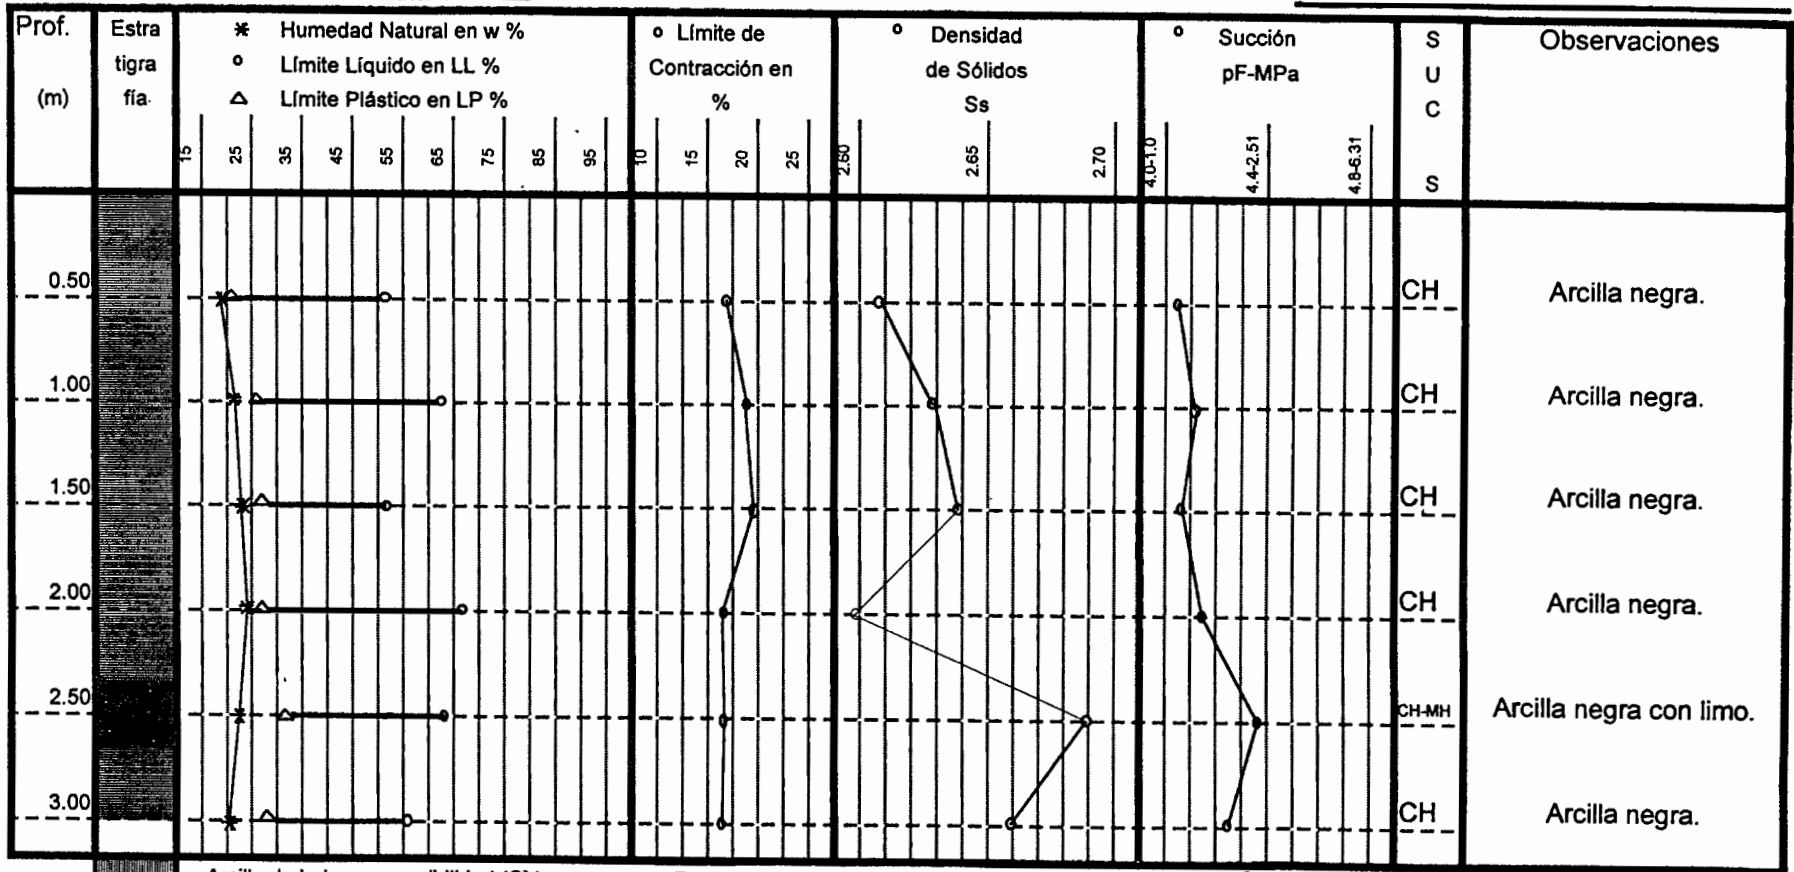 Prof.
(m)
Estra
tigra
fía.
* Humedad Natural en w %
o Límite Líquido en LL %
△ Límite Plástico en LP %
o Límite de
Contracción en
%
o Densidad
de Sólidos
Ss
o Succión
pF-MPa
S
U
C
S
Observaciones
15 25 35 45 55 65 75 85 95
10 15 20 25
2.60 2.65 2.70
4.0-1.0 4.4-2.51 4.8-6.31
0.50 CH Arcilla negra.
1.00 CH Arcilla negra.
1.50 CH Arcilla negra.
2.00 CH Arcilla negra.
2.50 CH-MH Arcilla negra con limo.
3.00 CH Arcilla negra.